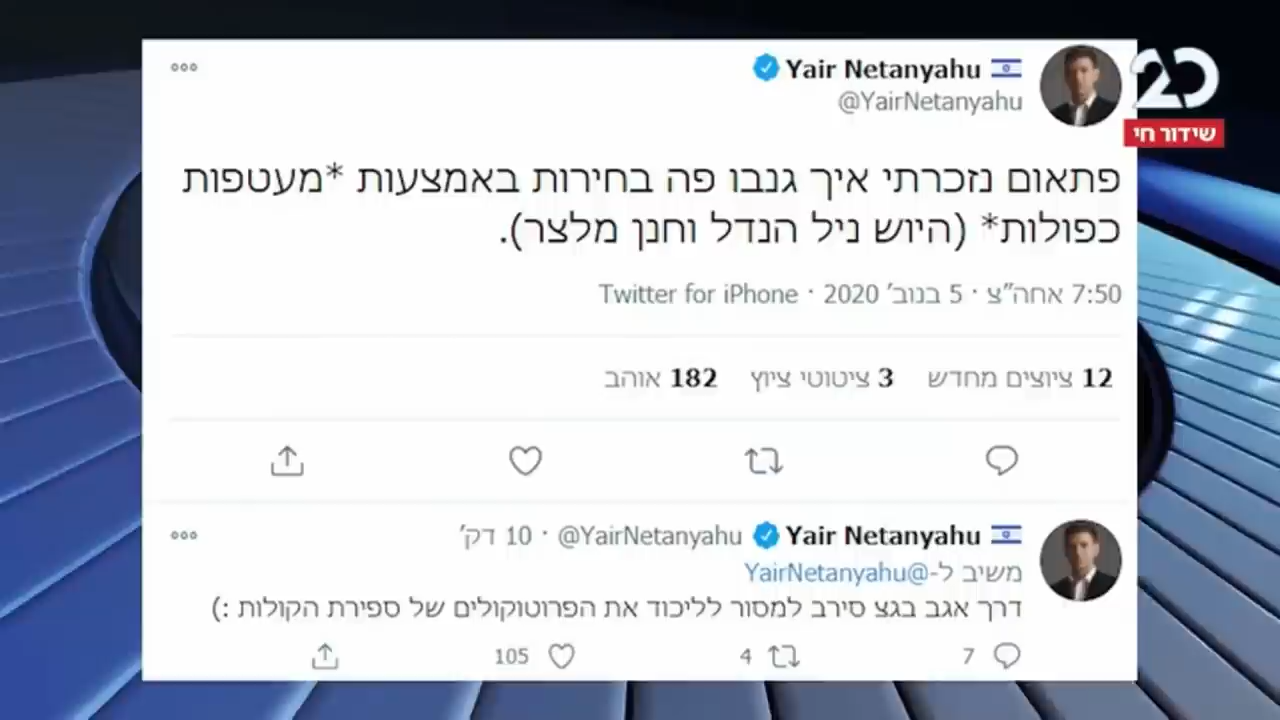 Yair Netanyahu
@YairNetanyahu
20
שידור חי
פתאום נזכרתי איך גנבו פה בחירות באמצעות *מעטפות
כפולות* (היוש ניל הנדל וחנן מלצר).
7:50 אחה״צ · 5 בנוב׳ 2020 · Twitter for iPhone
12 ציוצים מחדש 3 ציטוטי ציוץ 182 אוהב
Yair Netanyahu @YairNetanyahu · 10 דק׳
משיב ל-@YairNetanyahu
דרך אגב בגצ סירב למסור לליכוד את הפרוטוקולים של ספירת הקולות :)
7 4 105